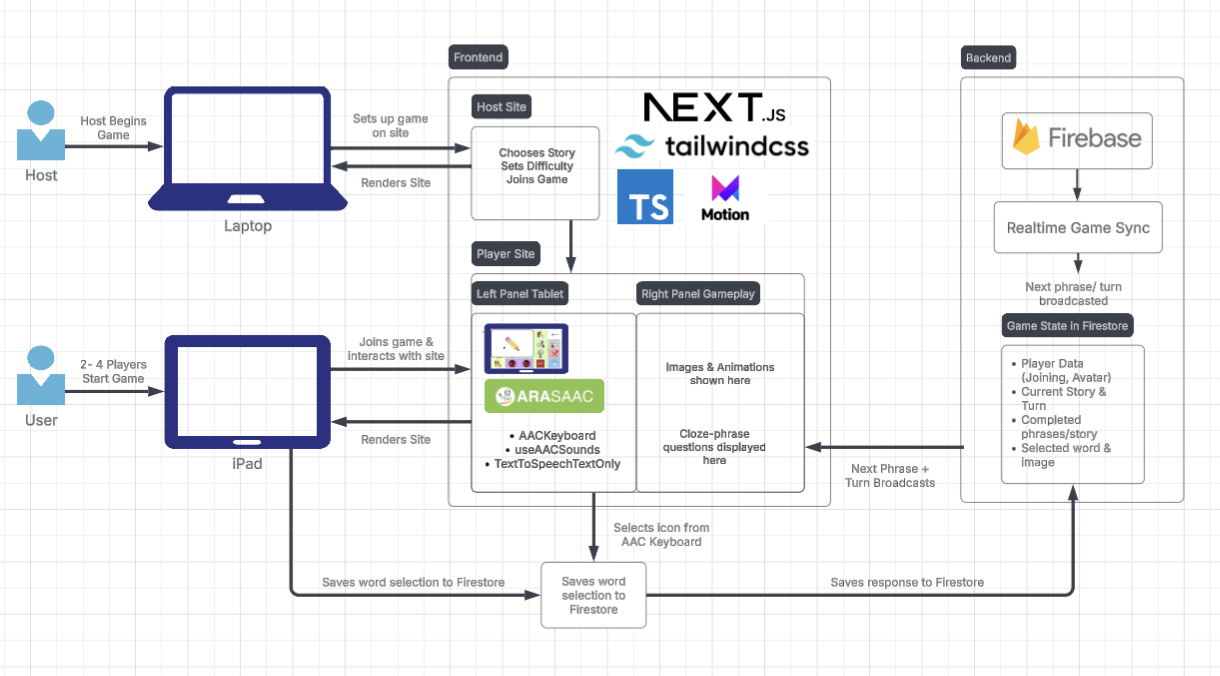 Frontend
Backend
Host Site
NEXT.JS
tailwindcss
TS
Motion
Firebase
Host Begins
Game
Host
Laptop
Sets up game
on site
Renders Site
Chooses Story
Sets Difficulty
Joins Game
Realtime Game Sync
Player Site
Left Panel Tablet
Right Panel Gameplay
Next phrase/ turn
broadcasted
Game State in Firestore
• Player Data
(Joining, Avatar)
• Current Story &
Turn
• Completed
phrases/story
• Selected word &
image
2- 4 Players
Start Game
User
iPad
Joins game &
interacts with site
Renders Site
ARASAAC
• AACKeyboard
• useAACSounds
• TextToSpeechTextOnly
Images & Animations
shown here
Cloze-phrase
questions displayed
here
Next Phrase +
Turn Broadcasts
Selects icon from
AAC Keyboard
Saves word selection to Firestore
Saves word
selection to
Firestore
Saves response to Firestore